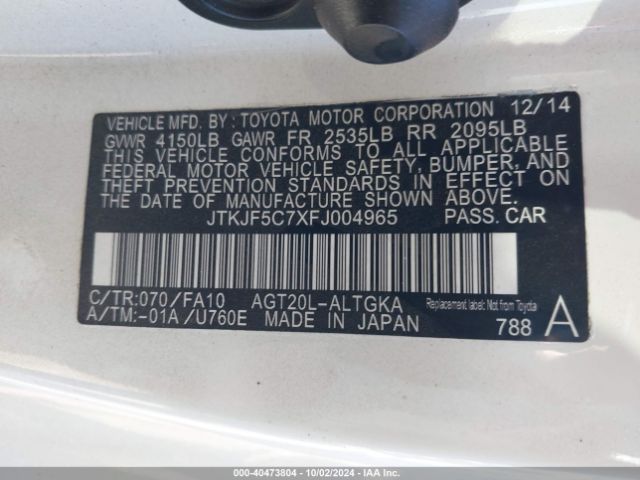 VEHICLE MFD. BY: TOYOTA MOTOR CORPORATION 12/14
GVWR 4150LB GAWR FR 2535LB RR 2095LB
THIS VEHICLE CONFORMS TO ALL APPLICABLE
FEDERAL MOTOR VEHICLE SAFETY, BUMPER, AND
THEFT PREVENTION STANDARDS IN EFFECT ON
THE DATE OF MANUFACTURE SHOWN ABOVE.
JTKJF5C7XFJ004965 PASS. CAR
C/TR:070/FA10 AGT20L-ALTGKA Replacement label: Not from Toyota
A/TM:-01A/U760E MADE IN JAPAN 788 A
000-40473804 - 10/02/2024 - IAA Inc.